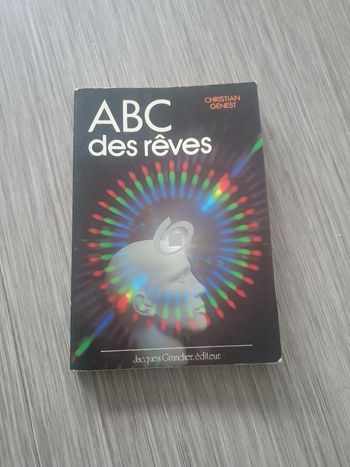 CHRISTIAN
GENEST
ABC
des rêves
Jacques Grancher, éditeur.